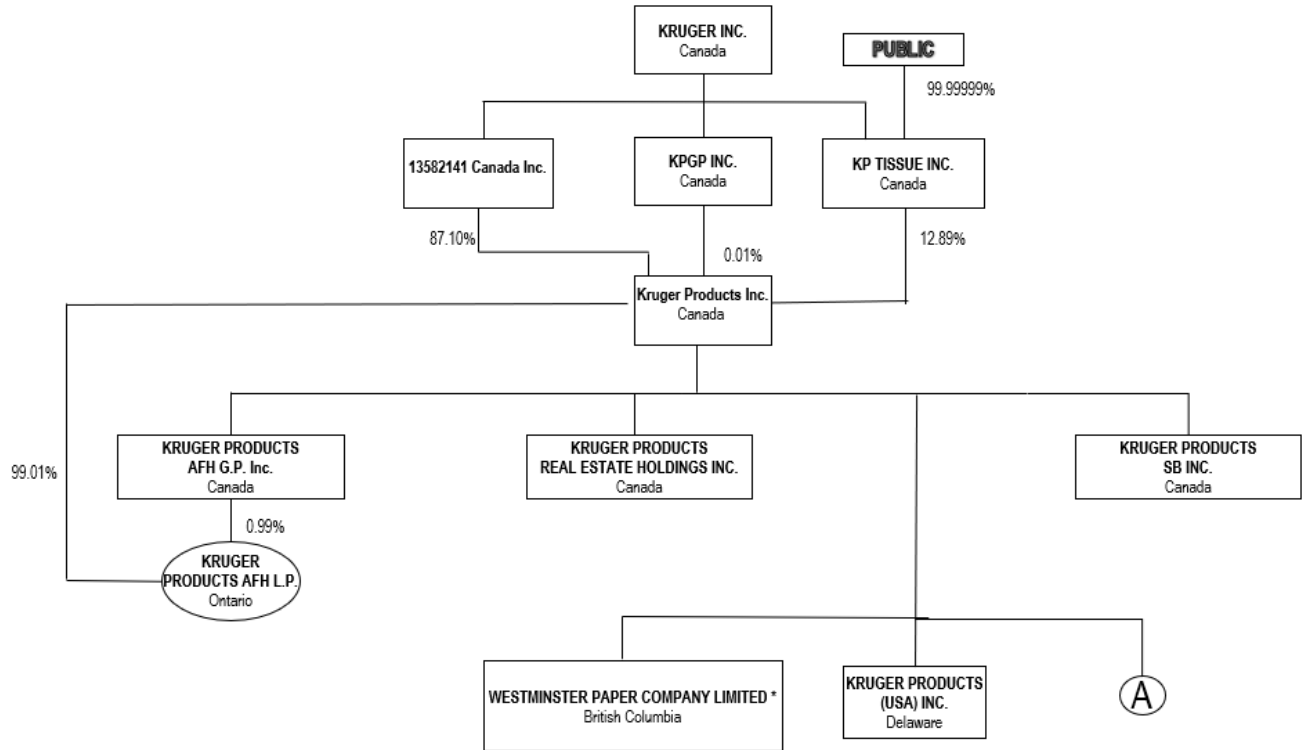 KRUGER INC.
Canada
PUBLIC
99.99999%
13582141 Canada Inc.
KPGP INC.
Canada
KP TISSUE INC.
Canada
87.10%
0.01%
12.89%
Kruger Products Inc.
Canada
99.01%
KRUGER PRODUCTS
AFH G.P. Inc.
Canada
KRUGER PRODUCTS
REAL ESTATE HOLDINGS INC.
Canada
KRUGER PRODUCTS
SB INC.
Canada
0.99%
KRUGER
PRODUCTS AFH L.P.
Ontario
WESTMINSTER PAPER COMPANY LIMITED *
British Columbia
KRUGER PRODUCTS
(USA) INC.
Delaware
A